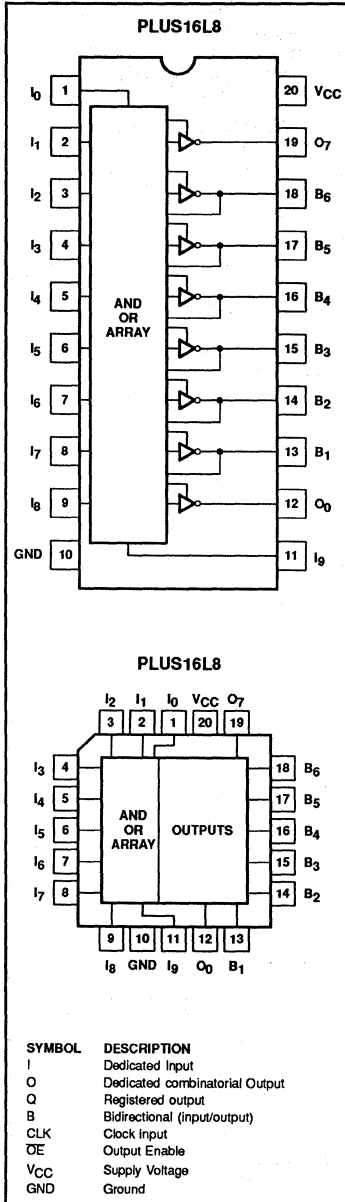 PLUS16L8
I0 1 20 VCC
I1 2 19 O7
I2 3 18 B6
I3 4 17 B5
I4 5 16 B4
AND
OR
ARRAY
I5 6 15 B3
I6 7 14 B2
I7 8 13 B1
I8 9 12 O0
GND 10 11 I9
PLUS16L8
I2 I1 I0 VCC O7
3 2 1 20 19
I3 4 18 B6
I4 5 17 B5
AND
OR
ARRAY
OUTPUTS
I5 6 16 B4
I6 7 15 B3
I7 8 14 B2
9 10 11 12 13
I8 GND I9 O0 B1
SYMBOL DESCRIPTION
I Dedicated Input
O Dedicated combinatorial Output
Q Registered output
B Bidirectional (input/output)
CLK Clock input
O̅E̅ Output Enable
VCC Supply Voltage
GND Ground